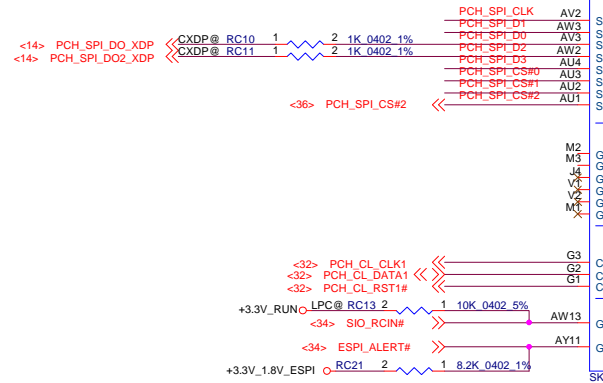 PCH_SPI_CLK AV2
PCH_SPI_D1 AW3 S
<14> PCH_SPI_DO_XDP CXDP@ RC10 1 2 1K_0402_1% PCH_SPI_D0 AV3 S
<14> PCH_SPI_DO2_XDP CXDP@ RC11 1 2 1K_0402_1% PCH_SPI_D2 AW2 S
PCH_SPI_D3 AU4 S
PCH_SPI_CS#0 AU3 S
PCH_SPI_CS#1 AU2 S
<36> PCH_SPI_CS#2 PCH_SPI_CS#2 AU1 S
M2 G
M3 G
J4 G
V1 G
V2 G
M1 G
<32> PCH_CL_CLK1 G3 C
<32> PCH_CL_DATA1 G2 C
<32> PCH_CL_RST1# G1 C
+3.3V_RUN LPC@ RC13 2 1 10K_0402_5%
<34> SIO_RCIN# AW13 G
<34> ESPI_ALERT# AY11 G
+3.3V_1.8V_ESPI RC21 2 1 8.2K_0402_1%
SK